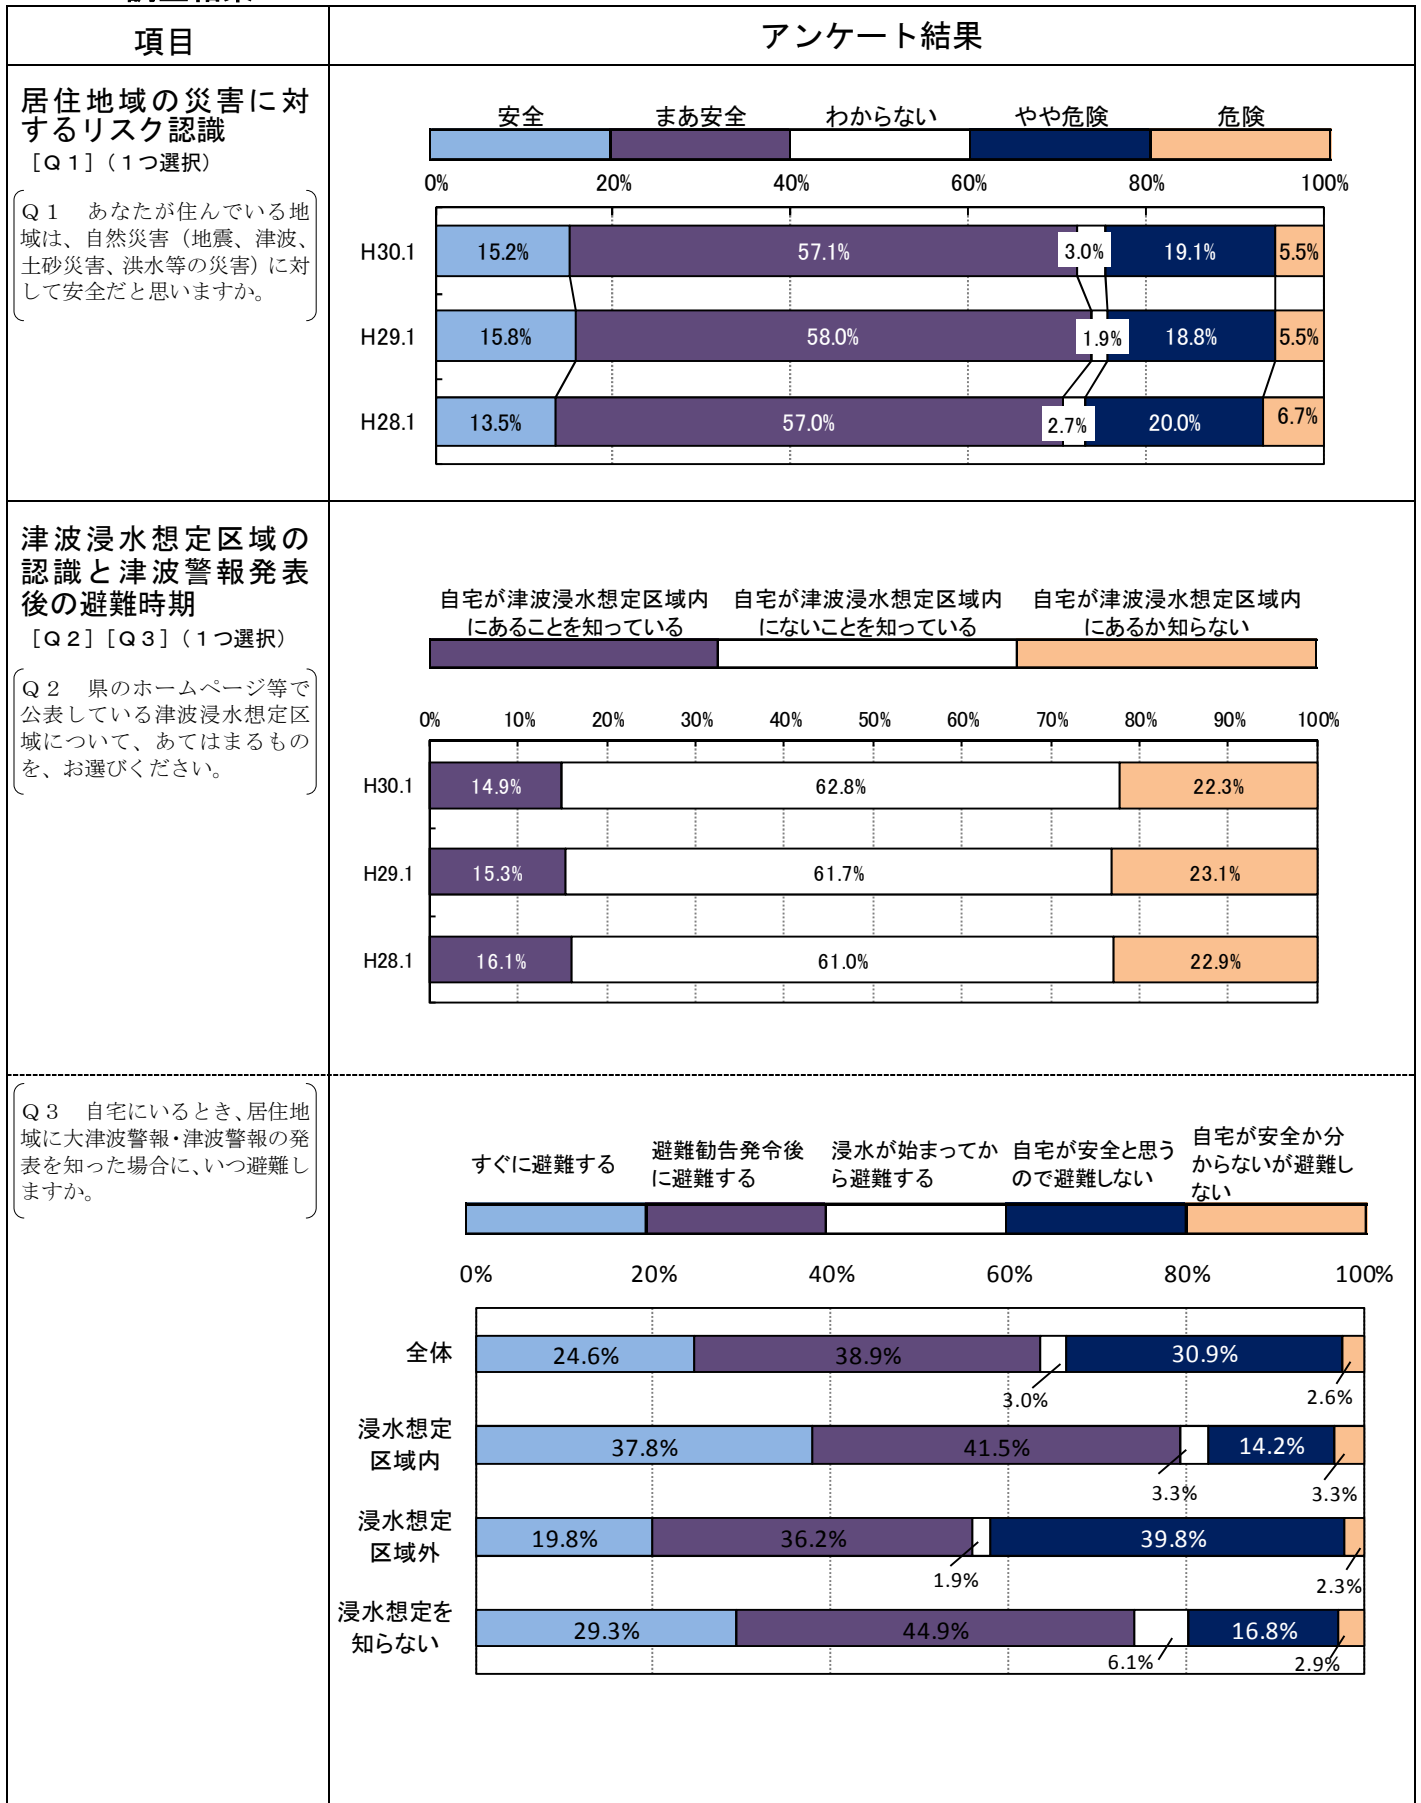 項目
アンケート結果
居住地域の災害に対
するリスク認識
［Ｑ１］（１つ選択）
Ｑ１　あなたが住んでいる地
域は、自然災害（地震、津波、
土砂災害、洪水等の災害）に対
して安全だと思いますか。
安全 まあ安全 わからない やや危険 危険
0% 20% 40% 60% 80% 100%
H30.1 15.2% 57.1% 3.0% 19.1% 5.5%
H29.1 15.8% 58.0% 1.9% 18.8% 5.5%
H28.1 13.5% 57.0% 2.7% 20.0% 6.7%
津波浸水想定区域の
認識と津波警報発表
後の避難時期
［Ｑ２］［Ｑ３］（１つ選択）
Ｑ２　県のホームページ等で
公表している津波浸水想定区
域について、あてはまるもの
を、お選びください。
自宅が津波浸水想定区域内
にあることを知っている
自宅が津波浸水想定区域内
にないことを知っている
自宅が津波浸水想定区域内
にあるか知らない
0% 10% 20% 30% 40% 50% 60% 70% 80% 90% 100%
H30.1 14.9% 62.8% 22.3%
H29.1 15.3% 61.7% 23.1%
H28.1 16.1% 61.0% 22.9%
Ｑ３　自宅にいるとき、居住地
域に大津波警報・津波警報の発
表を知った場合に、いつ避難し
ますか。
すぐに避難する
避難勧告発令後
に避難する
浸水が始まってか
ら避難する
自宅が安全と思う
ので避難しない
自宅が安全か分
からないが避難し
ない
0% 20% 40% 60% 80% 100%
全体 24.6% 38.9% 30.9%
3.0% 2.6%
浸水想定
区域内
37.8% 41.5% 14.2%
3.3% 3.3%
浸水想定
区域外
19.8% 36.2% 39.8%
1.9% 2.3%
浸水想定を
知らない
29.3% 44.9% 16.8%
6.1% 2.9%